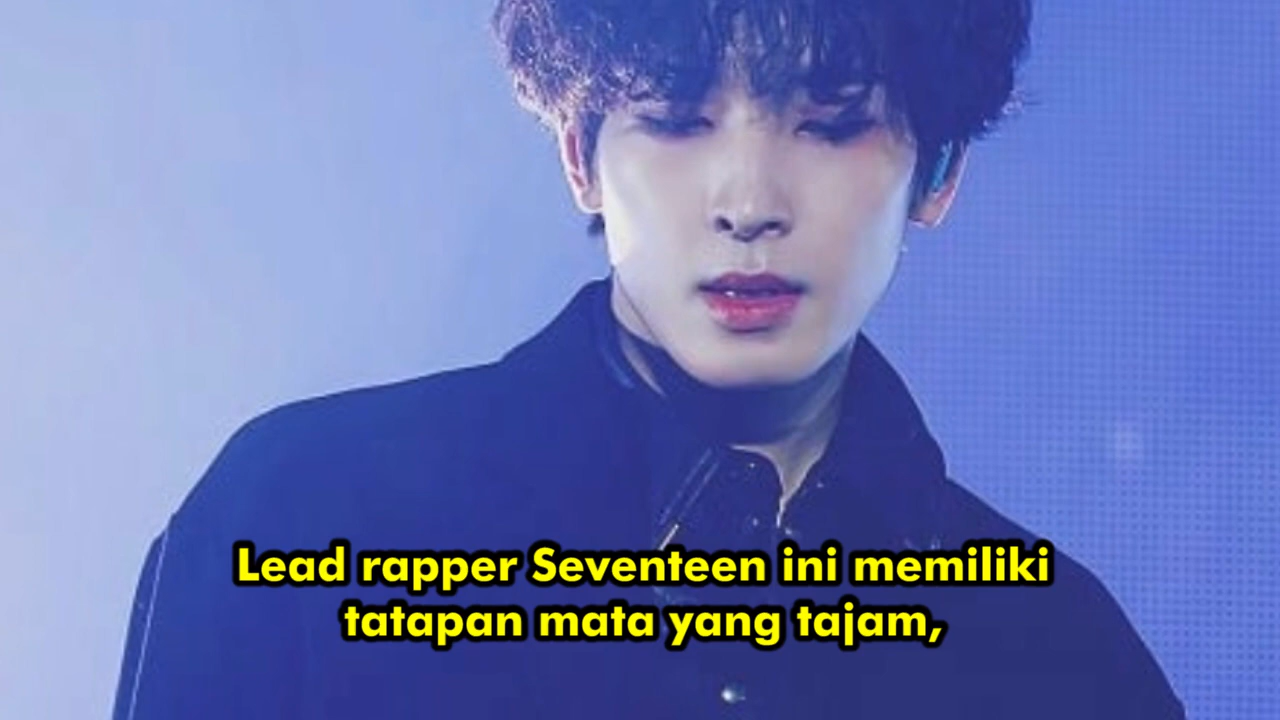 Lead rapper Seventeen ini memiliki
tatapan mata yang tajam,